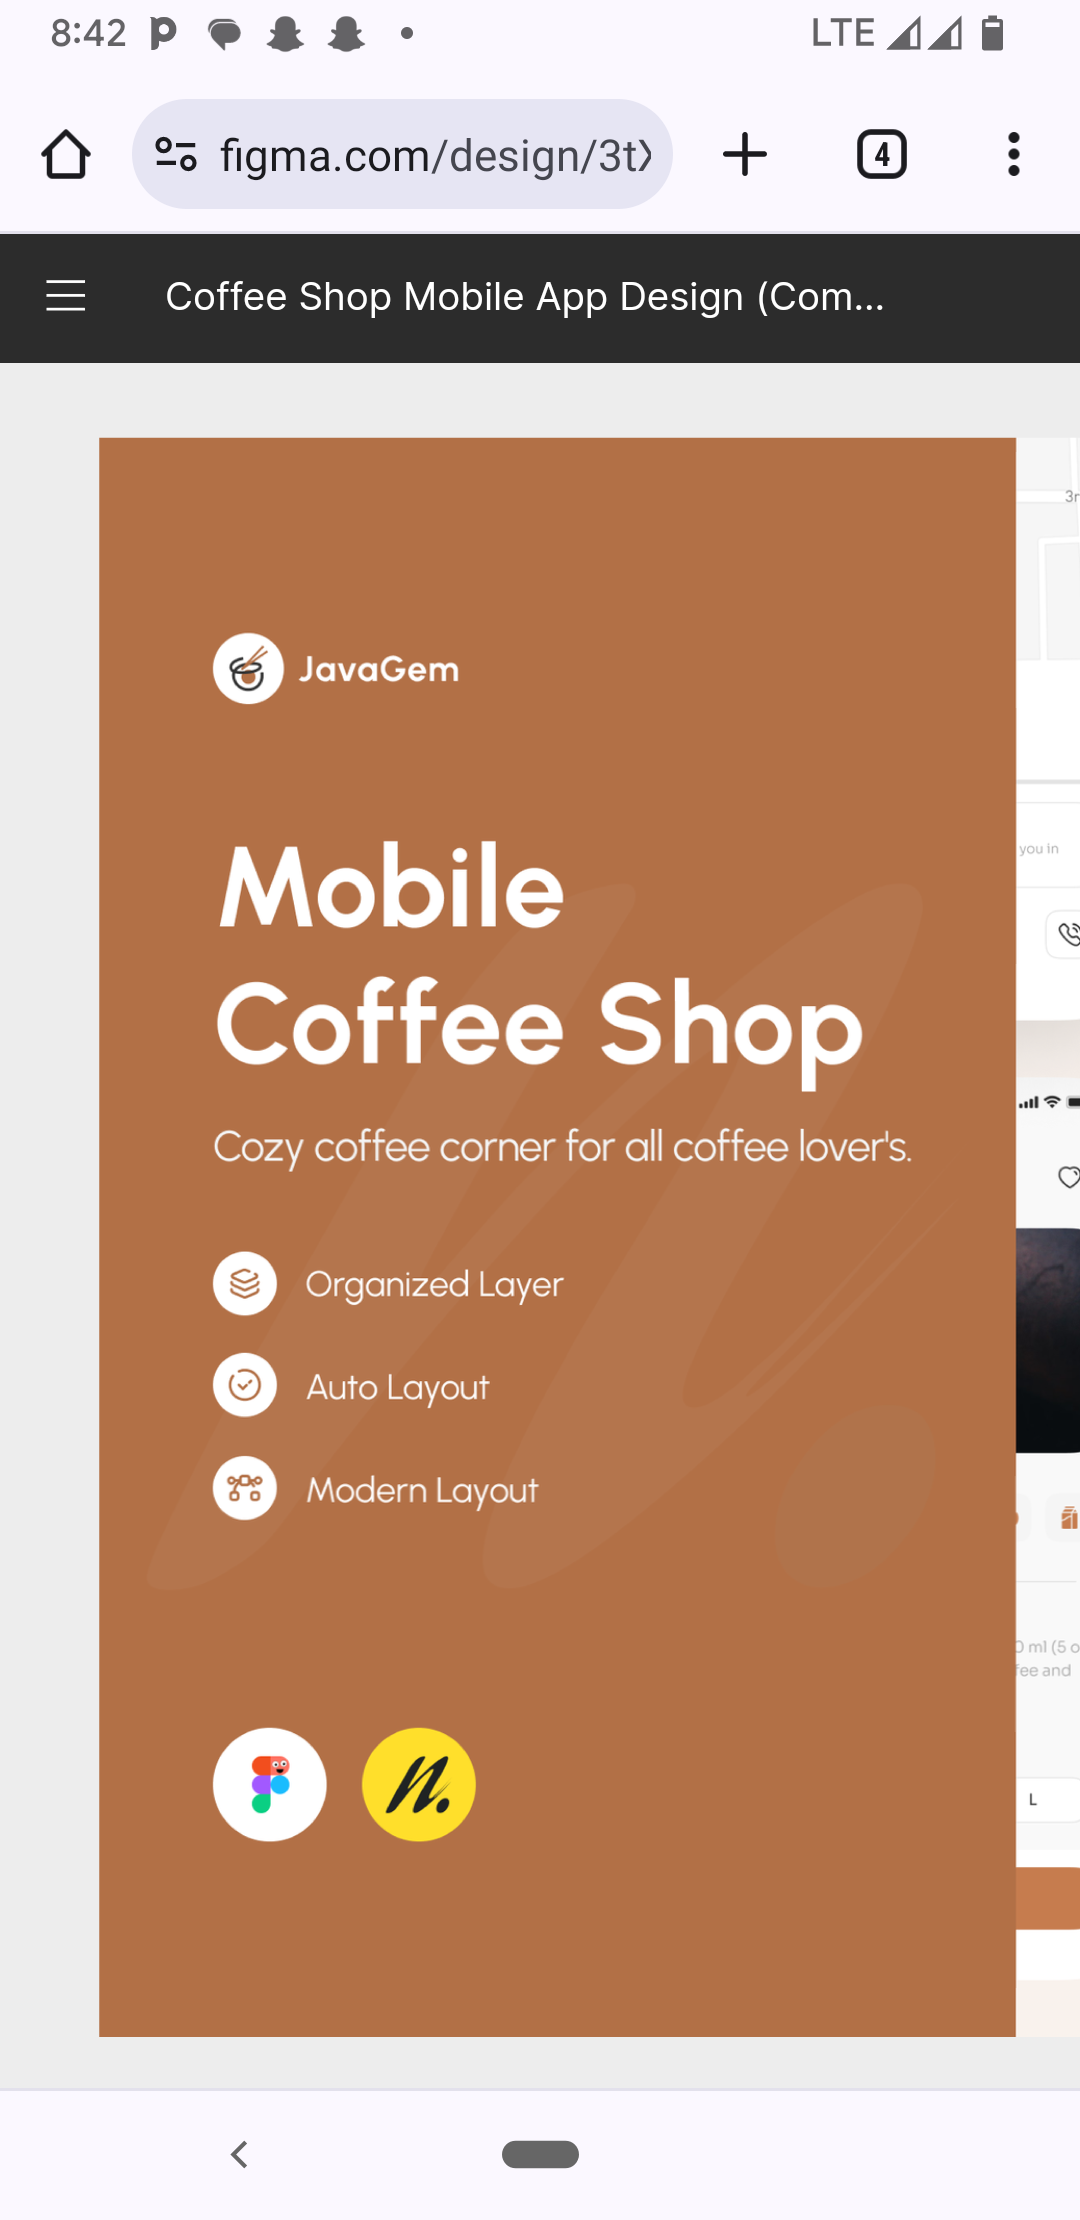 8:42
LTE
figma.com/design/3t
4
Coffee Shop Mobile App Design (Com...
JavaGem
Mobile
Coffee Shop
Cozy coffee corner for all coffee lover's.
Organized Layer
Auto Layout
Modern Layout
n.
3r
you in
ml (5 o
fee and
L